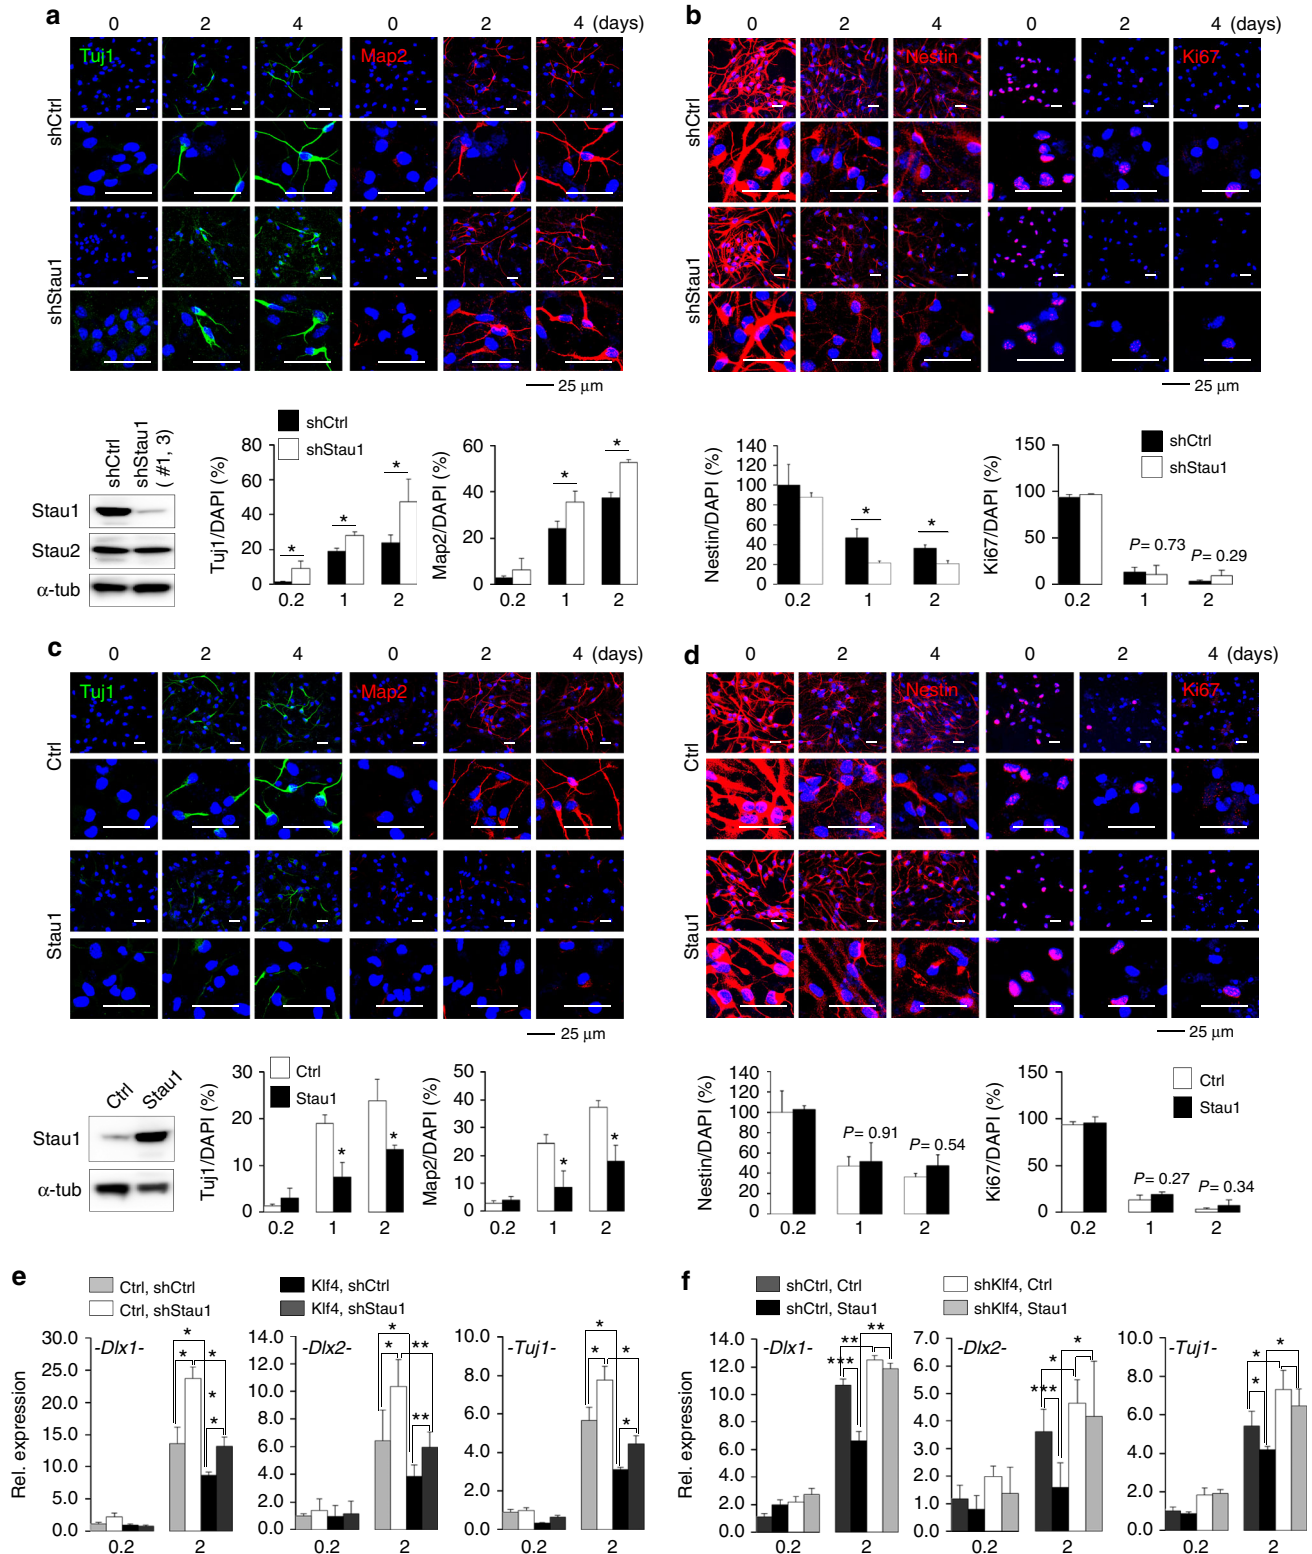 a
0 2 4 0 2 4 (days)
Tuj1 Map2
shCtrl
shStau1
25 µm
b
0 2 4 0 2 4 (days)
Nestin Ki67
shCtrl
shStau1
25 µm
shCtrl
shStau1
( #1, 3)
Stau1
Stau2
α-tub
shCtrl
shStau1
Tuj1/DAPI (%)
80
60
40
20
0
* * *
0.2 1 2
Map2/DAPI (%)
60
40
20
0
* *
0.2 1 2
Nestin/DAPI (%)
140
120
100
80
60
40
20
* *
0.2 1 2
shCtrl
shStau1
Ki67/DAPI (%)
150
100
50
0
P= 0.73 P= 0.29
0.2 1 2
c
0 2 4 0 2 4 (days)
Tuj1 Map2
Ctrl
Stau1
25 µm
d
0 2 4 0 2 4 (days)
Nestin Ki67
Ctrl
Stau1
25 µm
Ctrl Stau1
Stau1
α-tub
Ctrl
Stau1
Tuj1/DAPI (%)
30
20
10
0
* *
0.2 1 2
Map2/DAPI (%)
50
40
30
20
10
0
* *
0.2 1 2
Nestin/DAPI (%)
140
120
100
80
60
40
20
0
P= 0.91 P= 0.54
0.2 1 2
Ctrl
Stau1
Ki67/DAPI (%)
150
100
50
0
P= 0.27 P= 0.34
0.2 1 2
e
Ctrl, shCtrl
Ctrl, shStau1
Klf4, shCtrl
Klf4, shStau1
Rel. expression
-Dlx1-
30.0
25.0
20.0
15.0
10.0
5.0
0.0
* * * * *
0.2 2
-Dlx2-
14.0
12.0
10.0
8.0
6.0
4.0
2.0
0.0
* * ** **
0.2 2
-Tuj1-
10.0
8.0
6.0
4.0
2.0
0.0
* * * *
0.2 2
f
shCtrl, Ctrl
shCtrl, Stau1
shKlf4, Ctrl
shKlf4, Stau1
Rel. expression
-Dlx1-
14.0
12.0
10.0
8.0
6.0
4.0
2.0
0.0
** ** ***
0.2 2
-Dlx2-
7.0
6.0
5.0
4.0
3.0
2.0
1.0
0.0
* * ***
0.2 2
-Tuj1-
10.0
8.0
6.0
4.0
2.0
0.0
* * *
0.2 2